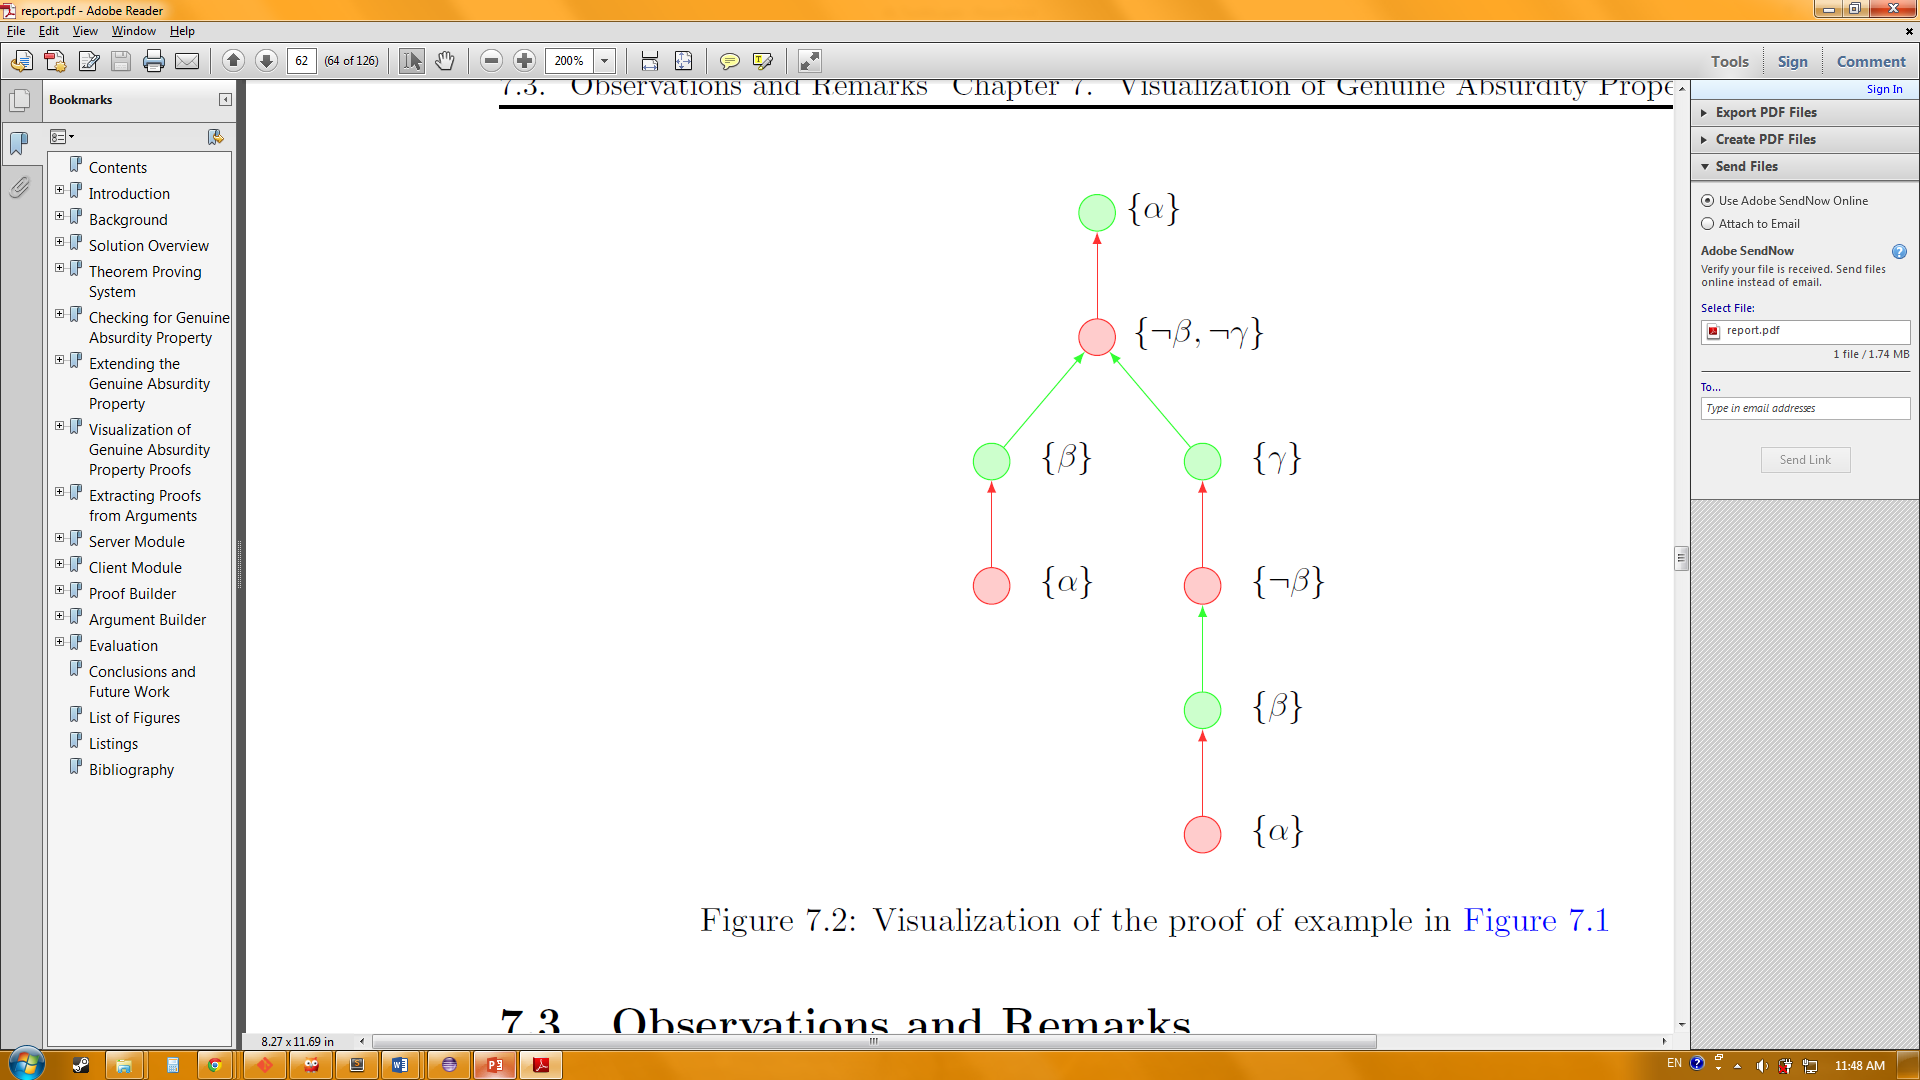 report.pdf - Adobe Reader
File Edit View Window Help
62 (64 of 126) 200% Tools Sign Comment
Bookmarks
Contents
Introduction
Background
Solution Overview
Theorem Proving
System
Checking for Genuine
Absurdity Property
Extending the
Genuine Absurdity
Property
Visualization of
Genuine Absurdity
Property Proofs
Extracting Proofs
from Arguments
Server Module
Client Module
Proof Builder
Argument Builder
Evaluation
Conclusions and
Future Work
List of Figures
Listings
Bibliography
7.3. Observations and Remarks Chapter 7. Visualization of Genuine Absurdity Prope
{α}
{¬β, ¬γ}
{β} {γ}
{α} {¬β}
{β}
{α}
Figure 7.2: Visualization of the proof of example in Figure 7.1
7.3 Observations and Remarks
8.27 x 11.69 in
Sign In
Export PDF Files
Create PDF Files
Send Files
Use Adobe SendNow Online
Attach to Email
Adobe SendNow
Verify your file is received. Send files
online instead of email.
Select File:
report.pdf
1 file / 1.74 MB
To...
Type in email addresses
Send Link
EN 11:48 AM